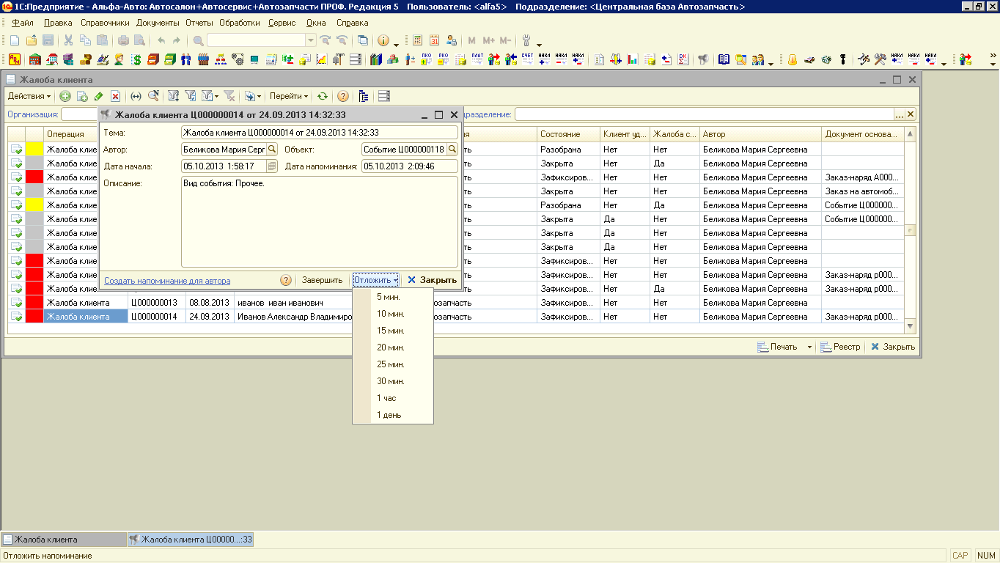 1С:Предприятие - Альфа-Авто: Автосалон+Автосервис+Автозапчасти ПРОФ. Редакция 5 Пользователь: <alfa5> Подразделение: <Центральная база Автозапчасть>
Файл Правка Справочники Документы Отчеты Обработки Сервис Окна Справка
M M+ M-
ПКО РКО ПЛАТ СЧЕТ НАКЛ НАКЛ НАКЛ НАКЛ НАКЛ НАКЛ
Жалоба клиента
Действия Перейти
Организация: дразделение: ...
Жалоба клиента Ц000000014 от 24.09.2013 14:32:33
Операция Состояние Клиент уд... Жалоба с... Автор Документ основа...
Тема: Жалоба клиента Ц000000014 от 24.09.2013 14:32:33
Автор: Беликова Мария Серг Объект: Событие Ц000000118
Дата начала: 05.10.2013 1:58:17 Дата напоминания: 05.10.2013 2:09:46
Описание: Вид события: Прочее.
Создать напоминание для автора Завершить Отложить Закрыть
Жалоба клие ть Разобрана Нет Нет Беликова Мария Сергеевна
Жалоба клие ть Закрыта Нет Да Беликова Мария Сергеевна
Жалоба клие ть Зафиксиров... Нет Нет Беликова Мария Сергеевна Заказ-наряд А000...
Жалоба клие ть Закрыта Нет Нет Беликова Мария Сергеевна Заказ на автомоб...
Жалоба клие ть Разобрана Нет Да Беликова Мария Сергеевна Событие Ц000000...
Жалоба клие ть Закрыта Да Нет Беликова Мария Сергеевна Событие Ц000000...
Жалоба клие ть Закрыта Да Нет Беликова Мария Сергеевна
Жалоба клие ть Закрыта Да Нет Беликова Мария Сергеевна
Жалоба клие ть Зафиксиров... Нет Нет Беликова Мария Сергеевна
Жалоба клие ть Зафиксиров... Нет Нет Беликова Мария Сергеевна Заказ-наряд р000...
Жалоба клие ть Зафиксиров... Нет Да Беликова Мария Сергеевна Заказ-наряд р000...
Жалоба клиента Ц000000013 08.08.2013 иванов иван иванович озапчасть Зафиксиров... Нет Нет Беликова Мария Сергеевна
Жалоба клиента Ц000000014 24.09.2013 Иванов Александр Владимиро озапчасть Зафиксиров... Нет Нет Беликова Мария Сергеевна Заказ-наряд р000...
5 мин.
10 мин.
15 мин.
20 мин.
25 мин.
30 мин.
1 час
1 день
Печать Реестр Закрыть
Жалоба клиента Жалоба клиента Ц00000...:33
Отложить напоминание CAP NUM